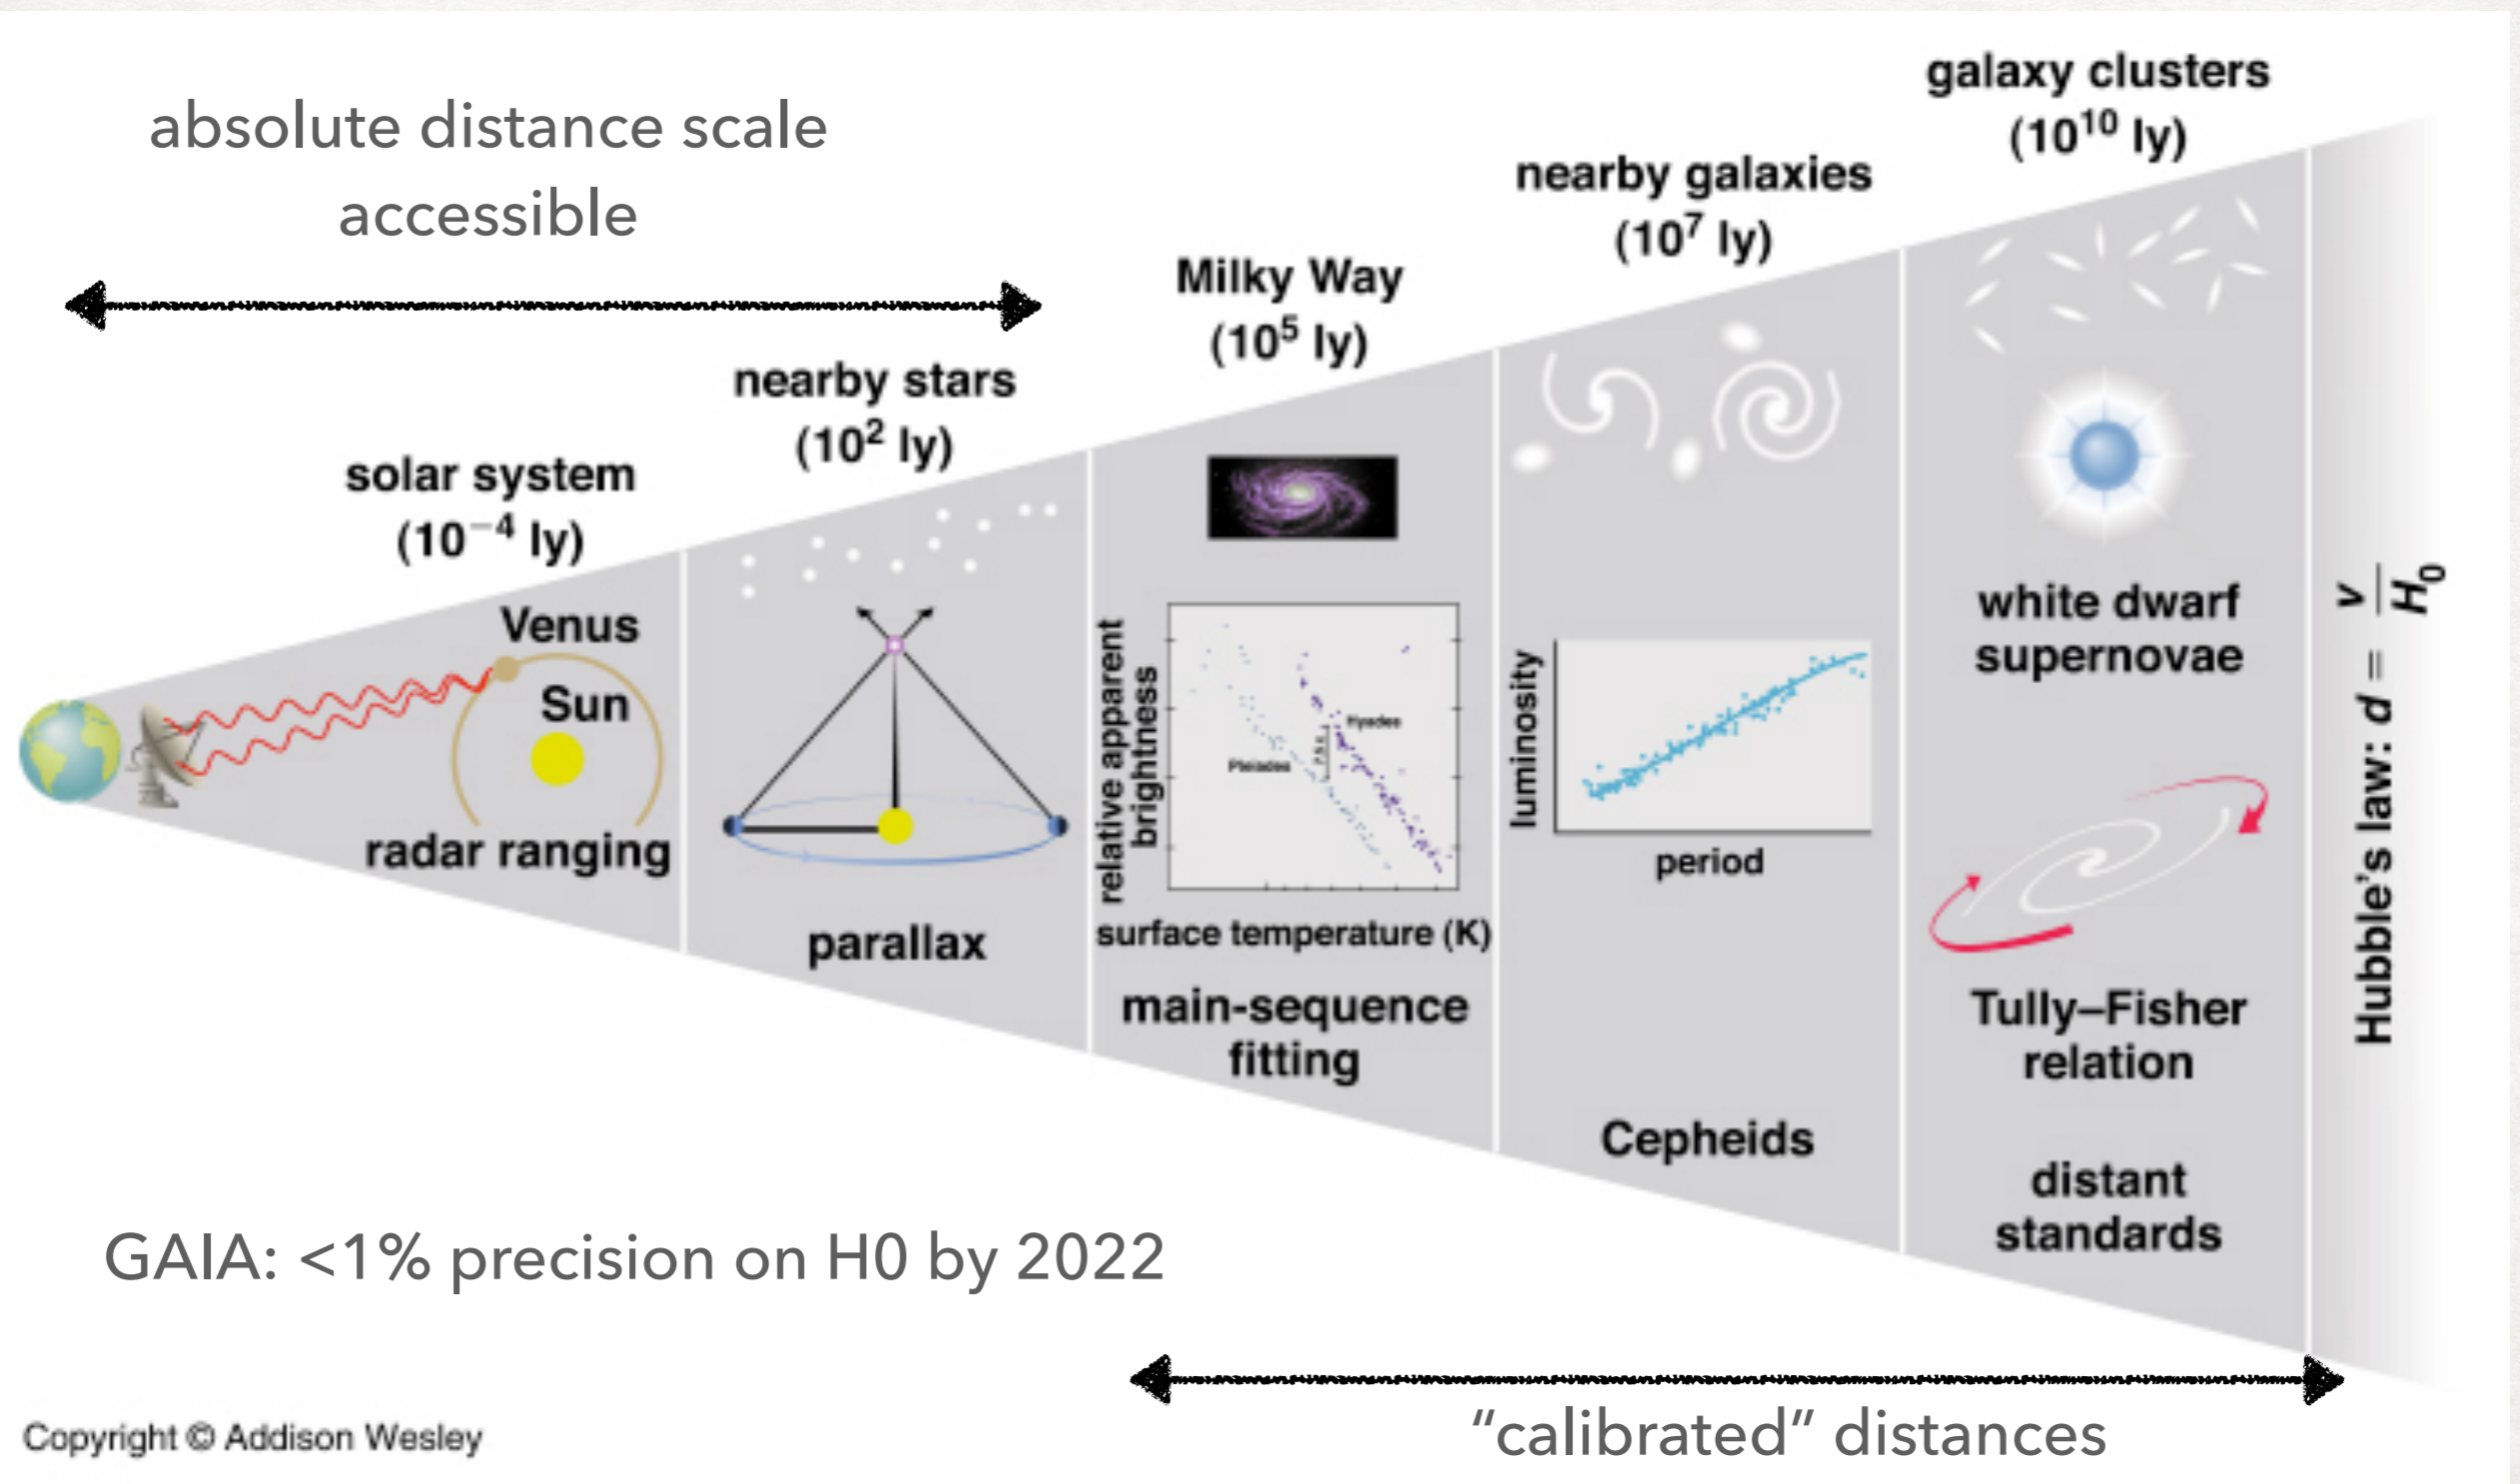 absolute distance scale
accessible
solar system
(10⁻⁴ ly)
nearby stars
(10² ly)
Milky Way
(10⁵ ly)
nearby galaxies
(10⁷ ly)
galaxy clusters
(10¹⁰ ly)
Venus
Sun
radar ranging
parallax
relative apparent
brightness
Hyades
Pleiades
surface temperature (K)
main-sequence
fitting
luminosity
period
Cepheids
white dwarf
supernovae
Tully–Fisher
relation
distant
standards
Hubble's law: d = v/H₀
GAIA: <1% precision on H0 by 2022
"calibrated" distances
Copyright © Addison Wesley